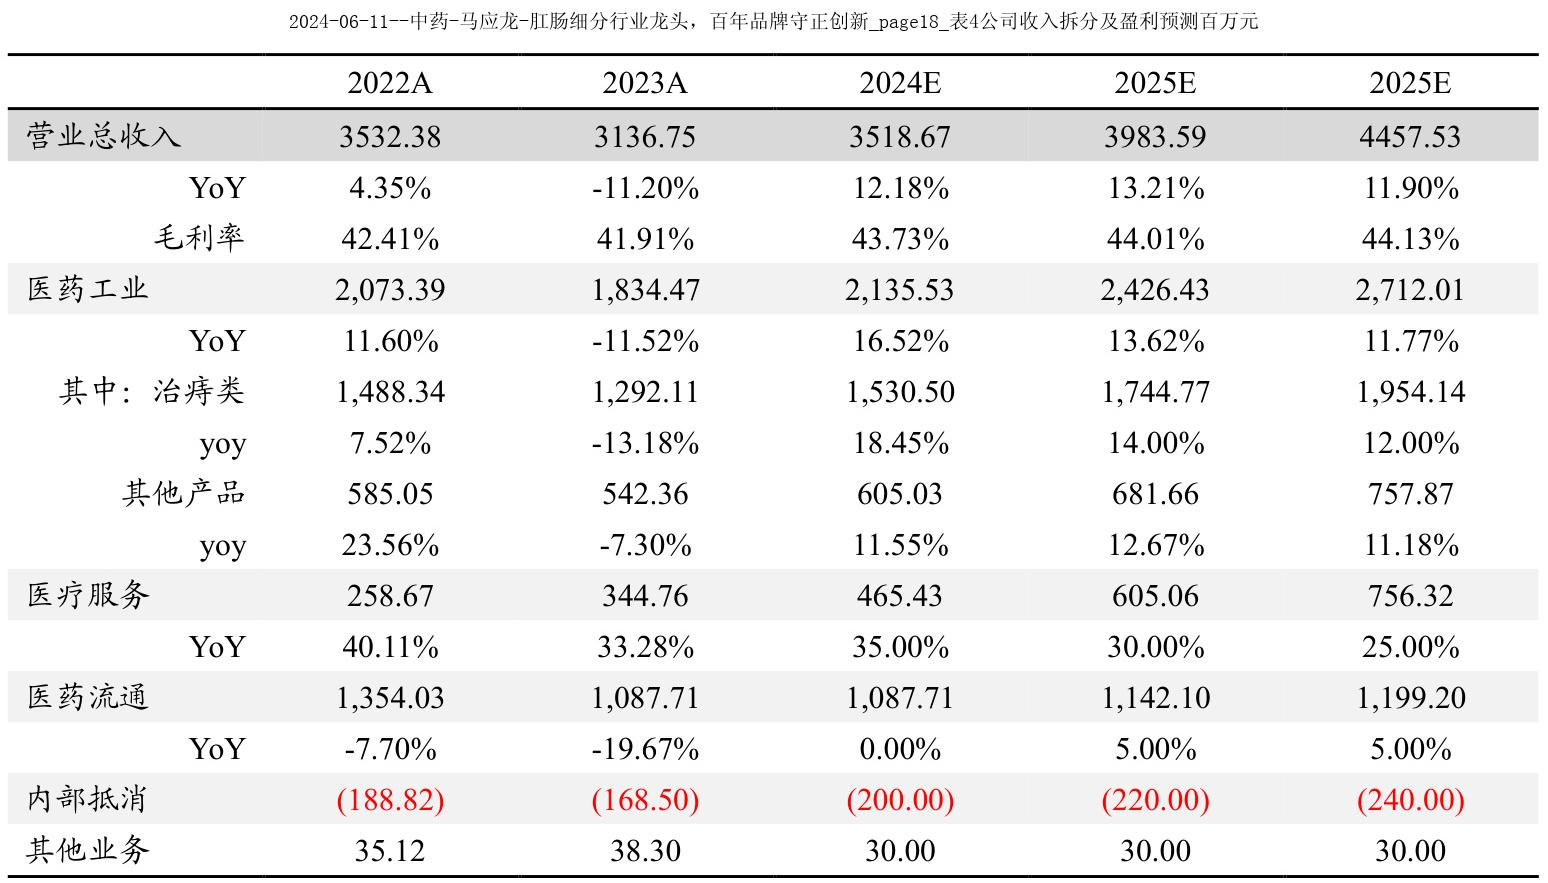 2024-06-11--中药-马应龙-肛肠细分行业龙头，百年品牌守正创新_page18_表4公司收入拆分及盈利预测百万元
2022A 2023A 2024E 2025E 2025E
营业总收入 3532.38 3136.75 3518.67 3983.59 4457.53
YoY 4.35% -11.20% 12.18% 13.21% 11.90%
毛利率 42.41% 41.91% 43.73% 44.01% 44.13%
医药工业 2,073.39 1,834.47 2,135.53 2,426.43 2,712.01
YoY 11.60% -11.52% 16.52% 13.62% 11.77%
其中：治痔类 1,488.34 1,292.11 1,530.50 1,744.77 1,954.14
yoy 7.52% -13.18% 18.45% 14.00% 12.00%
其他产品 585.05 542.36 605.03 681.66 757.87
yoy 23.56% -7.30% 11.55% 12.67% 11.18%
医疗服务 258.67 344.76 465.43 605.06 756.32
YoY 40.11% 33.28% 35.00% 30.00% 25.00%
医药流通 1,354.03 1,087.71 1,087.71 1,142.10 1,199.20
YoY -7.70% -19.67% 0.00% 5.00% 5.00%
内部抵消 (188.82) (168.50) (200.00) (220.00) (240.00)
其他业务 35.12 38.30 30.00 30.00 30.00